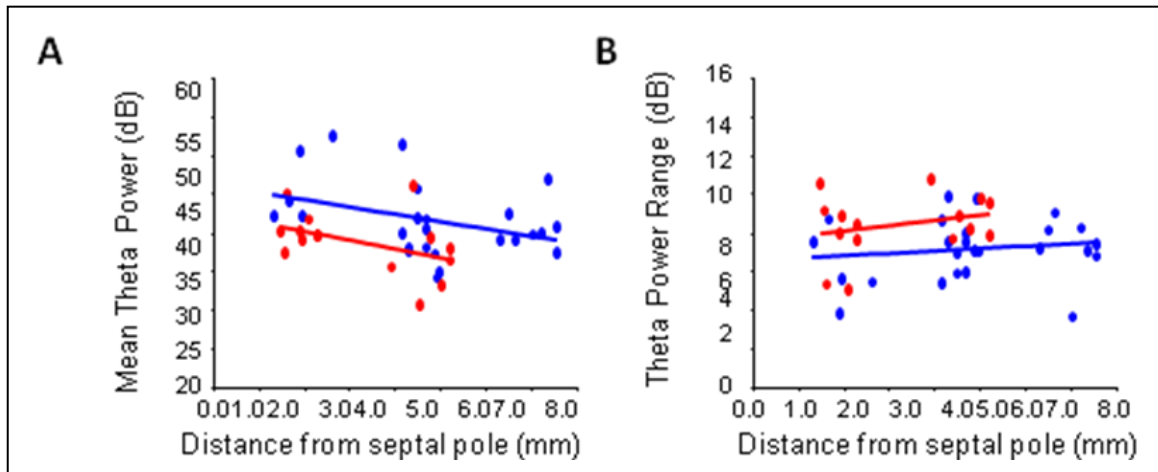 A
Mean Theta Power (dB)
60
55
50
45
40
35
30
25
20
0.01.02.0 3.04.0 5.0 6.07.0 8.0
Distance from septal pole (mm)
B
Theta Power Range (dB)
16
14
12
10
8
6
4
2
0
0.0 1.0 2.0 3.0 4.05.06.07.0 8.0
Distance from septal pole (mm)